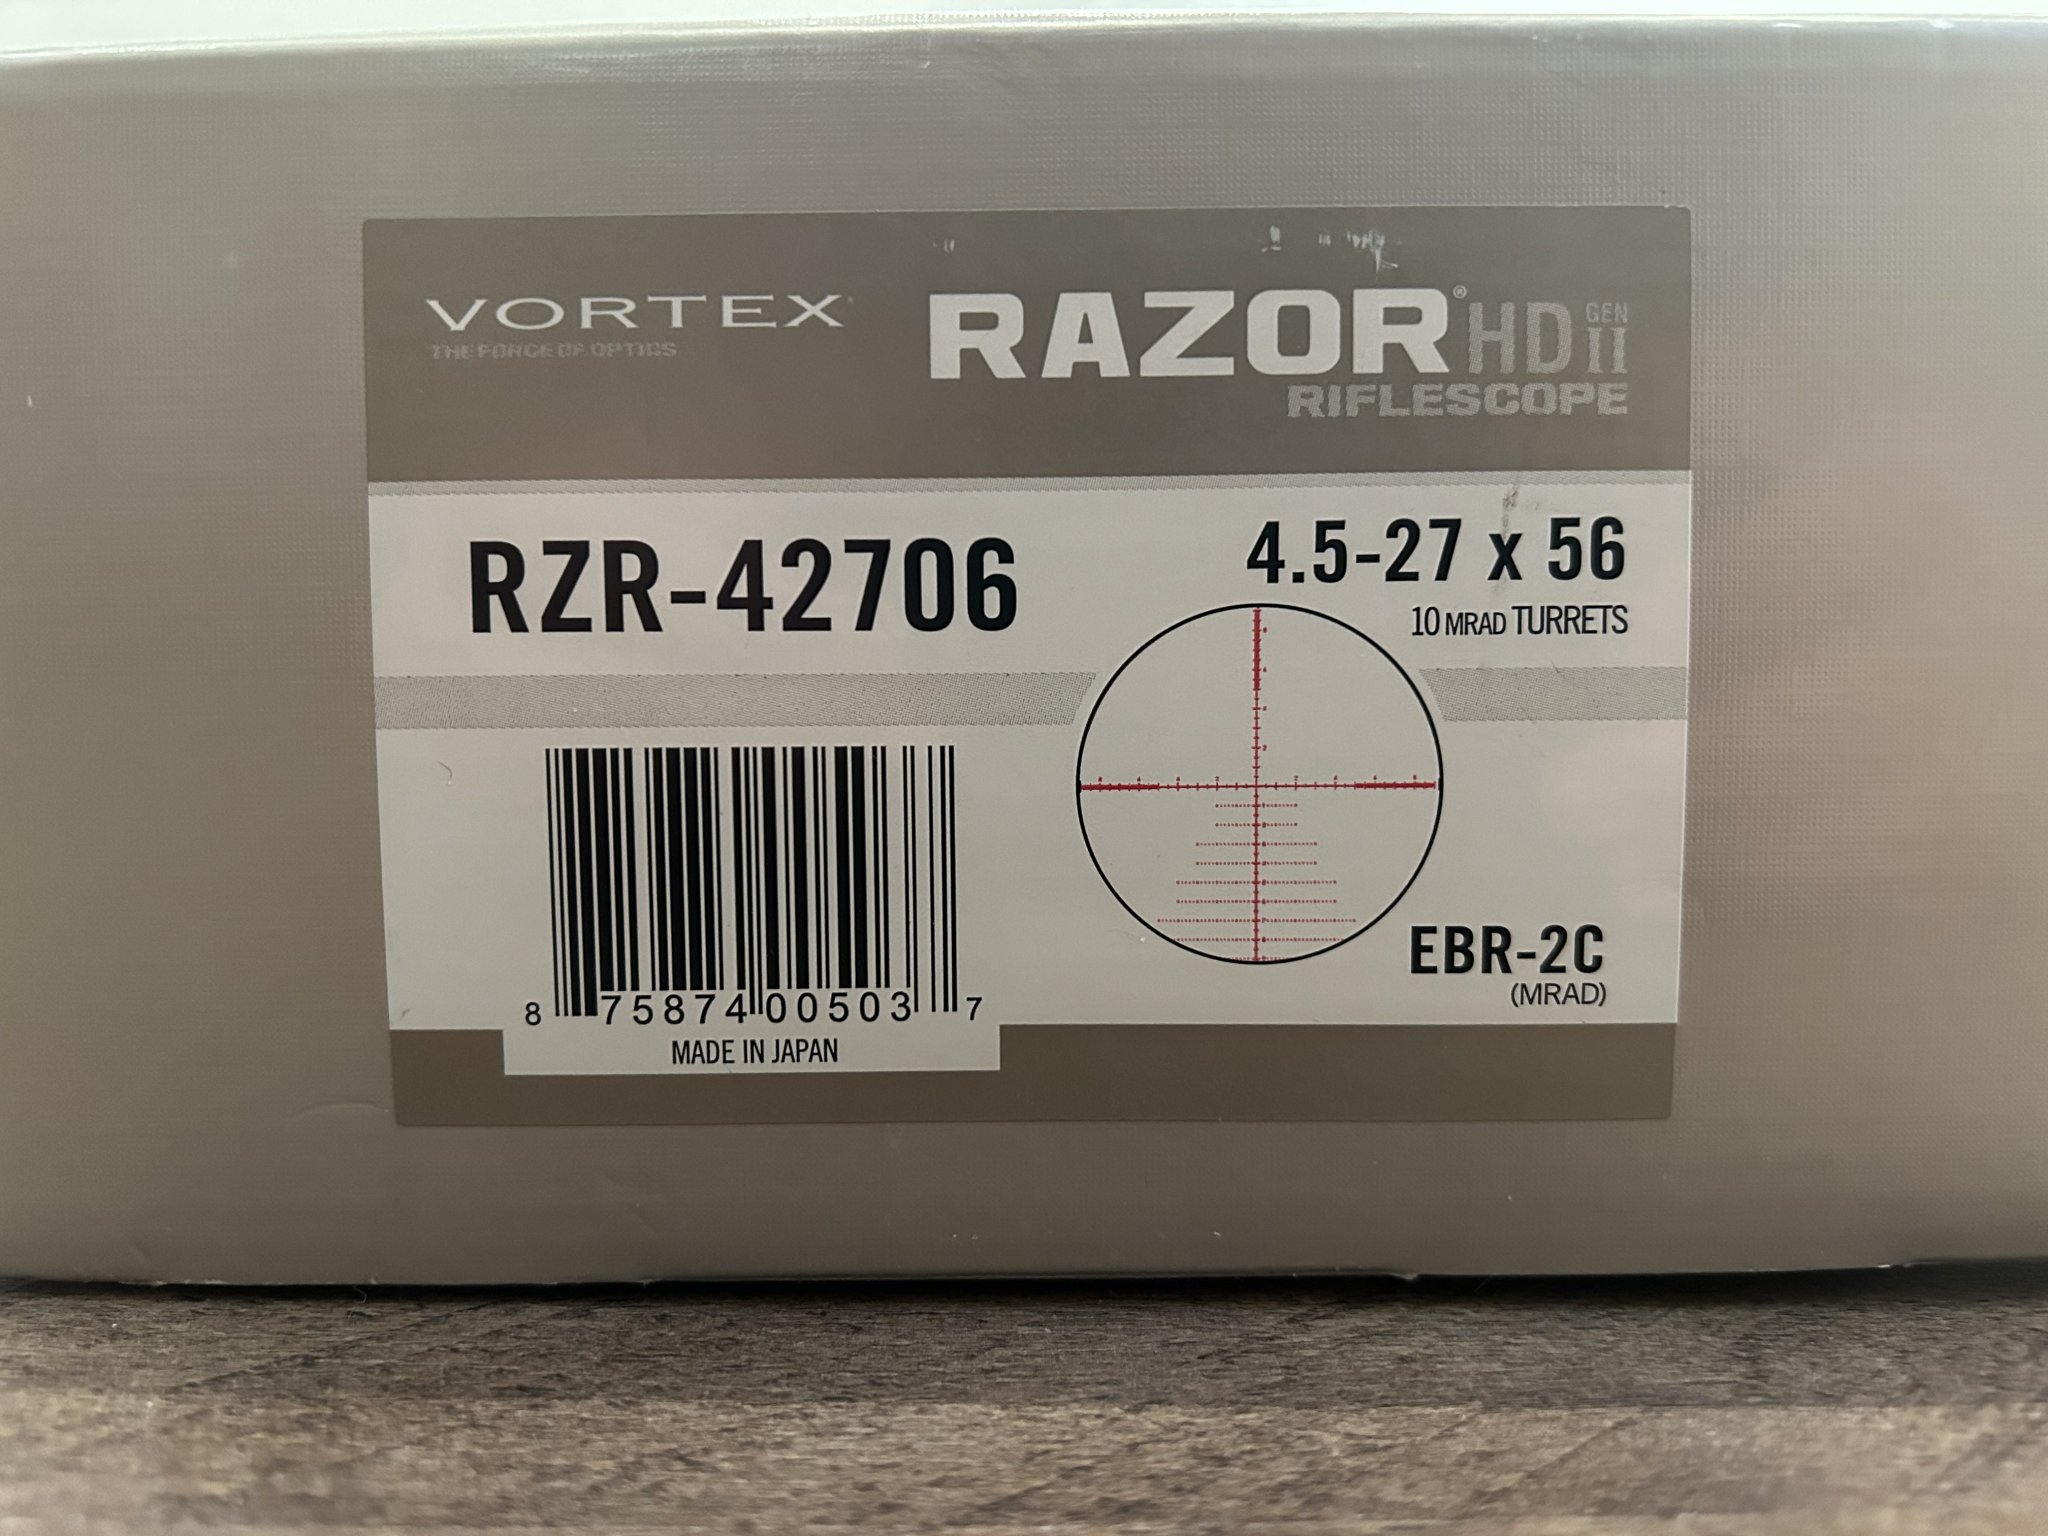 VORTEX®
THE FORCE OF OPTICS
RAZOR® HD GEN II
RIFLESCOPE
RZR-42706
4.5-27 x 56
10 MRAD TURRETS
8 75874 00503 7
MADE IN JAPAN
EBR-2C
(MRAD)